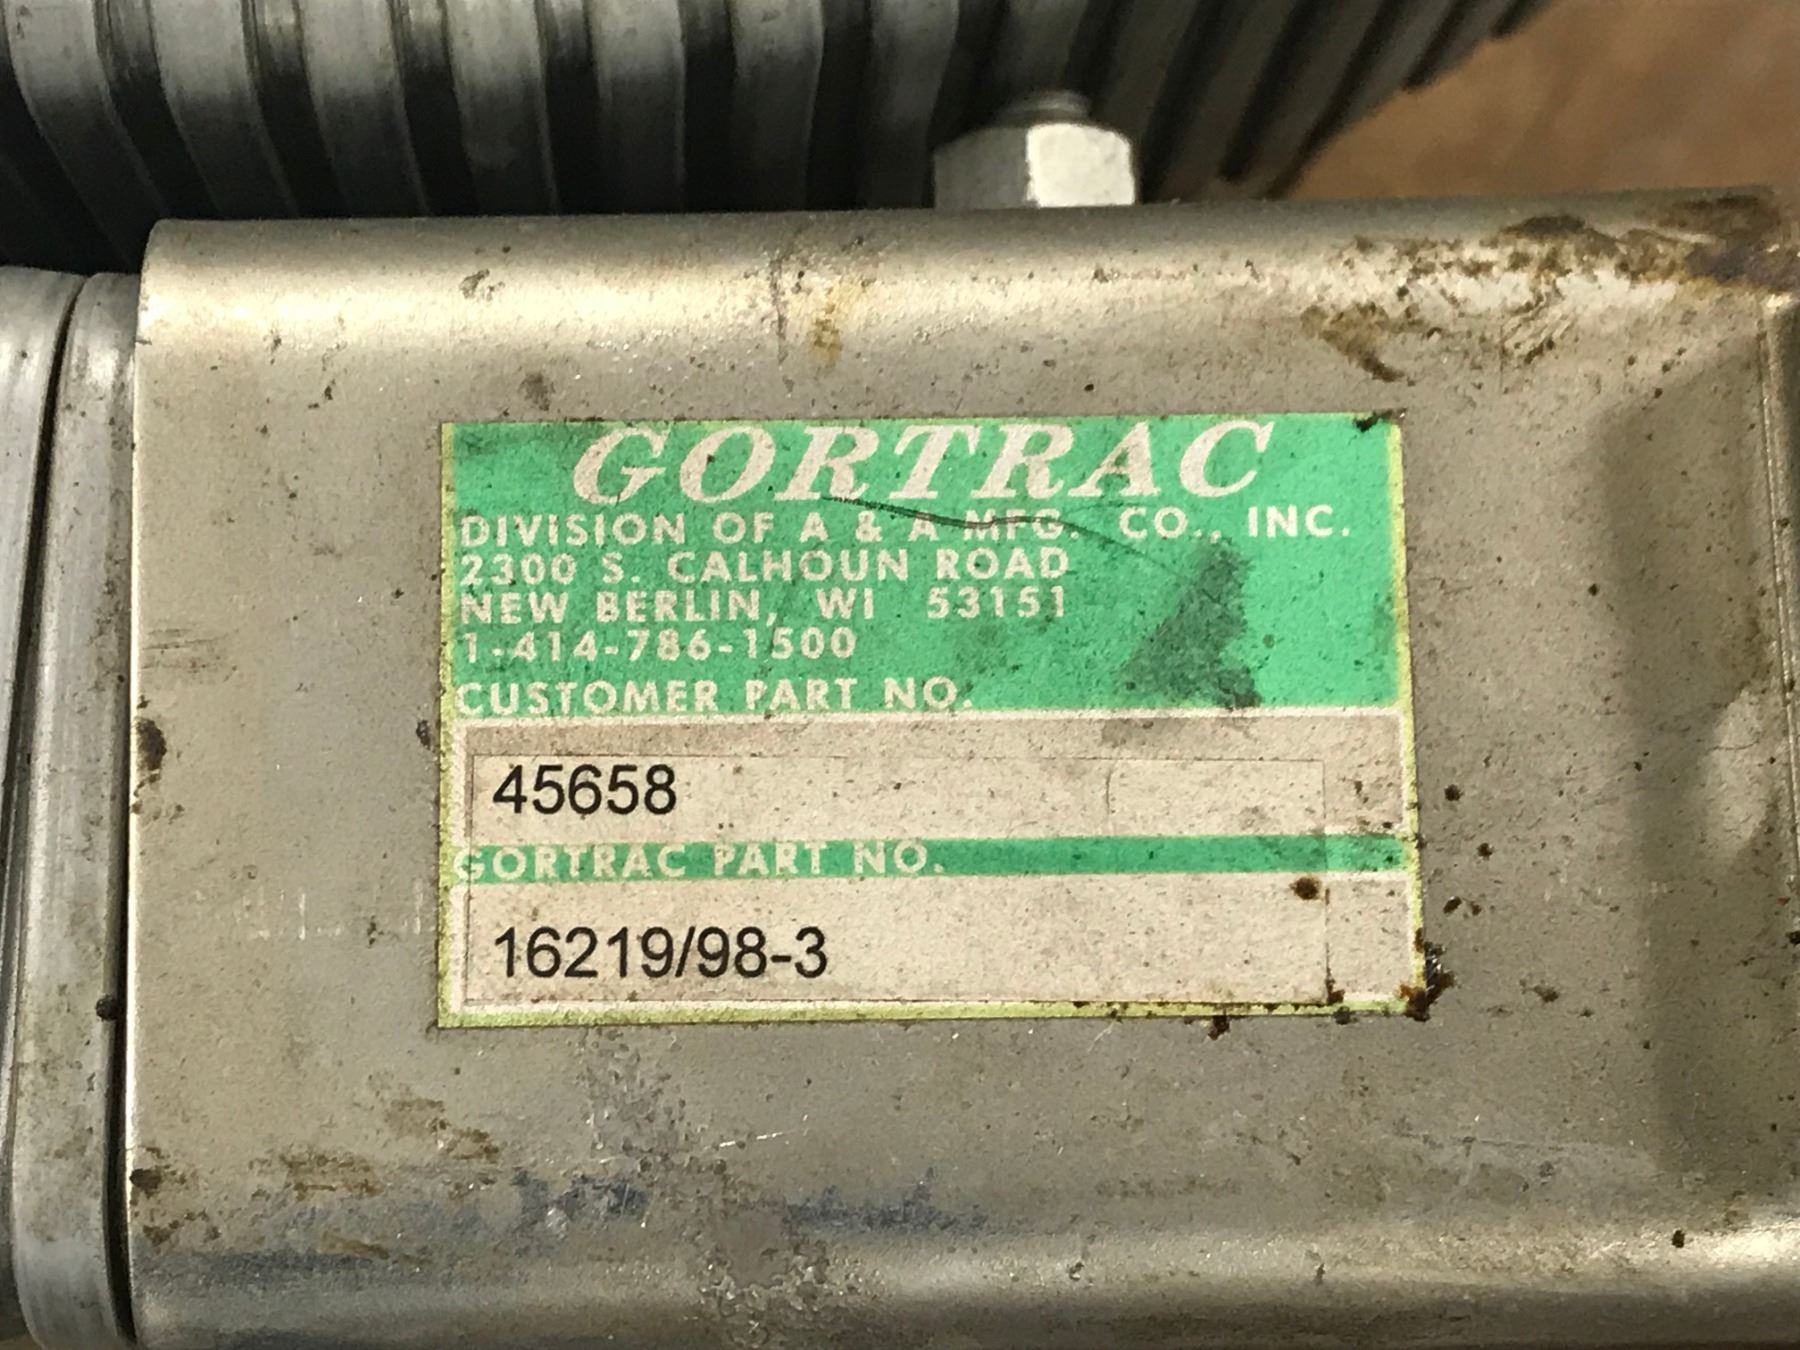 GORTRAC
DIVISION OF A & A MFG. CO., INC.
2300 S. CALHOUN ROAD
NEW BERLIN, WI 53151
1-414-786-1500
CUSTOMER PART NO.
45658
GORTRAC PART NO.
16219/98-3